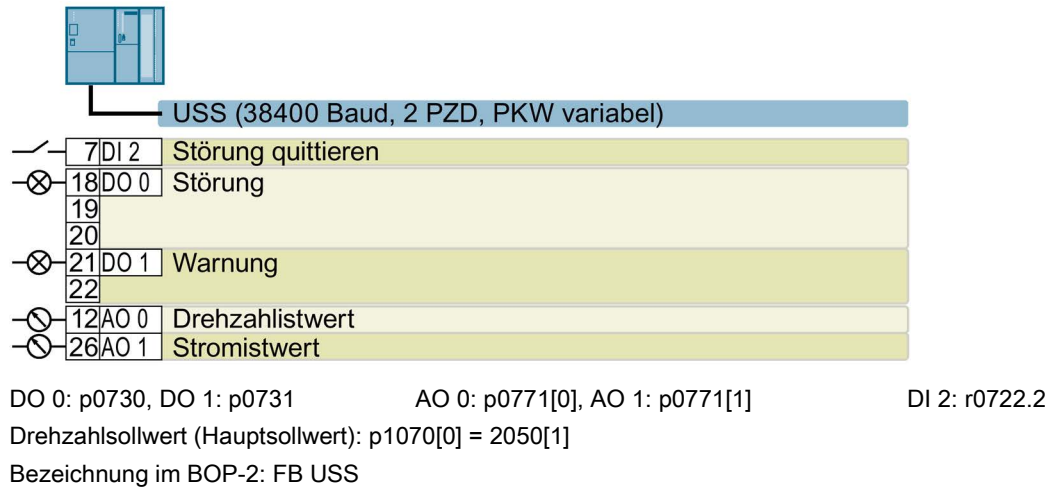 USS (38400 Baud, 2 PZD, PKW variabel)
7 DI 2 Störung quittieren
18 DO 0 Störung
19
20
21 DO 1 Warnung
22
12 AO 0 Drehzahlistwert
26 AO 1 Stromistwert
DO 0: p0730, DO 1: p0731 AO 0: p0771[0], AO 1: p0771[1] DI 2: r0722.2
Drehzahlsollwert (Hauptsollwert): p1070[0] = 2050[1]
Bezeichnung im BOP-2: FB USS